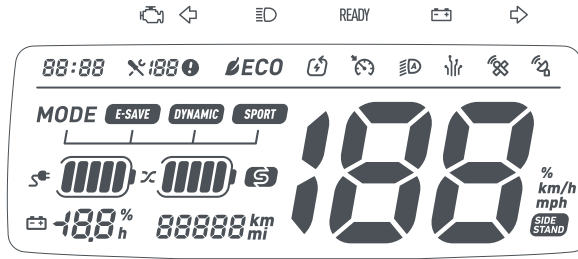 READY
88:88 188 ECO A
MODE E-SAVE DYNAMIC SPORT
188
S
-18.8 % h 88888 km mi
% km/h mph
SIDE STAND